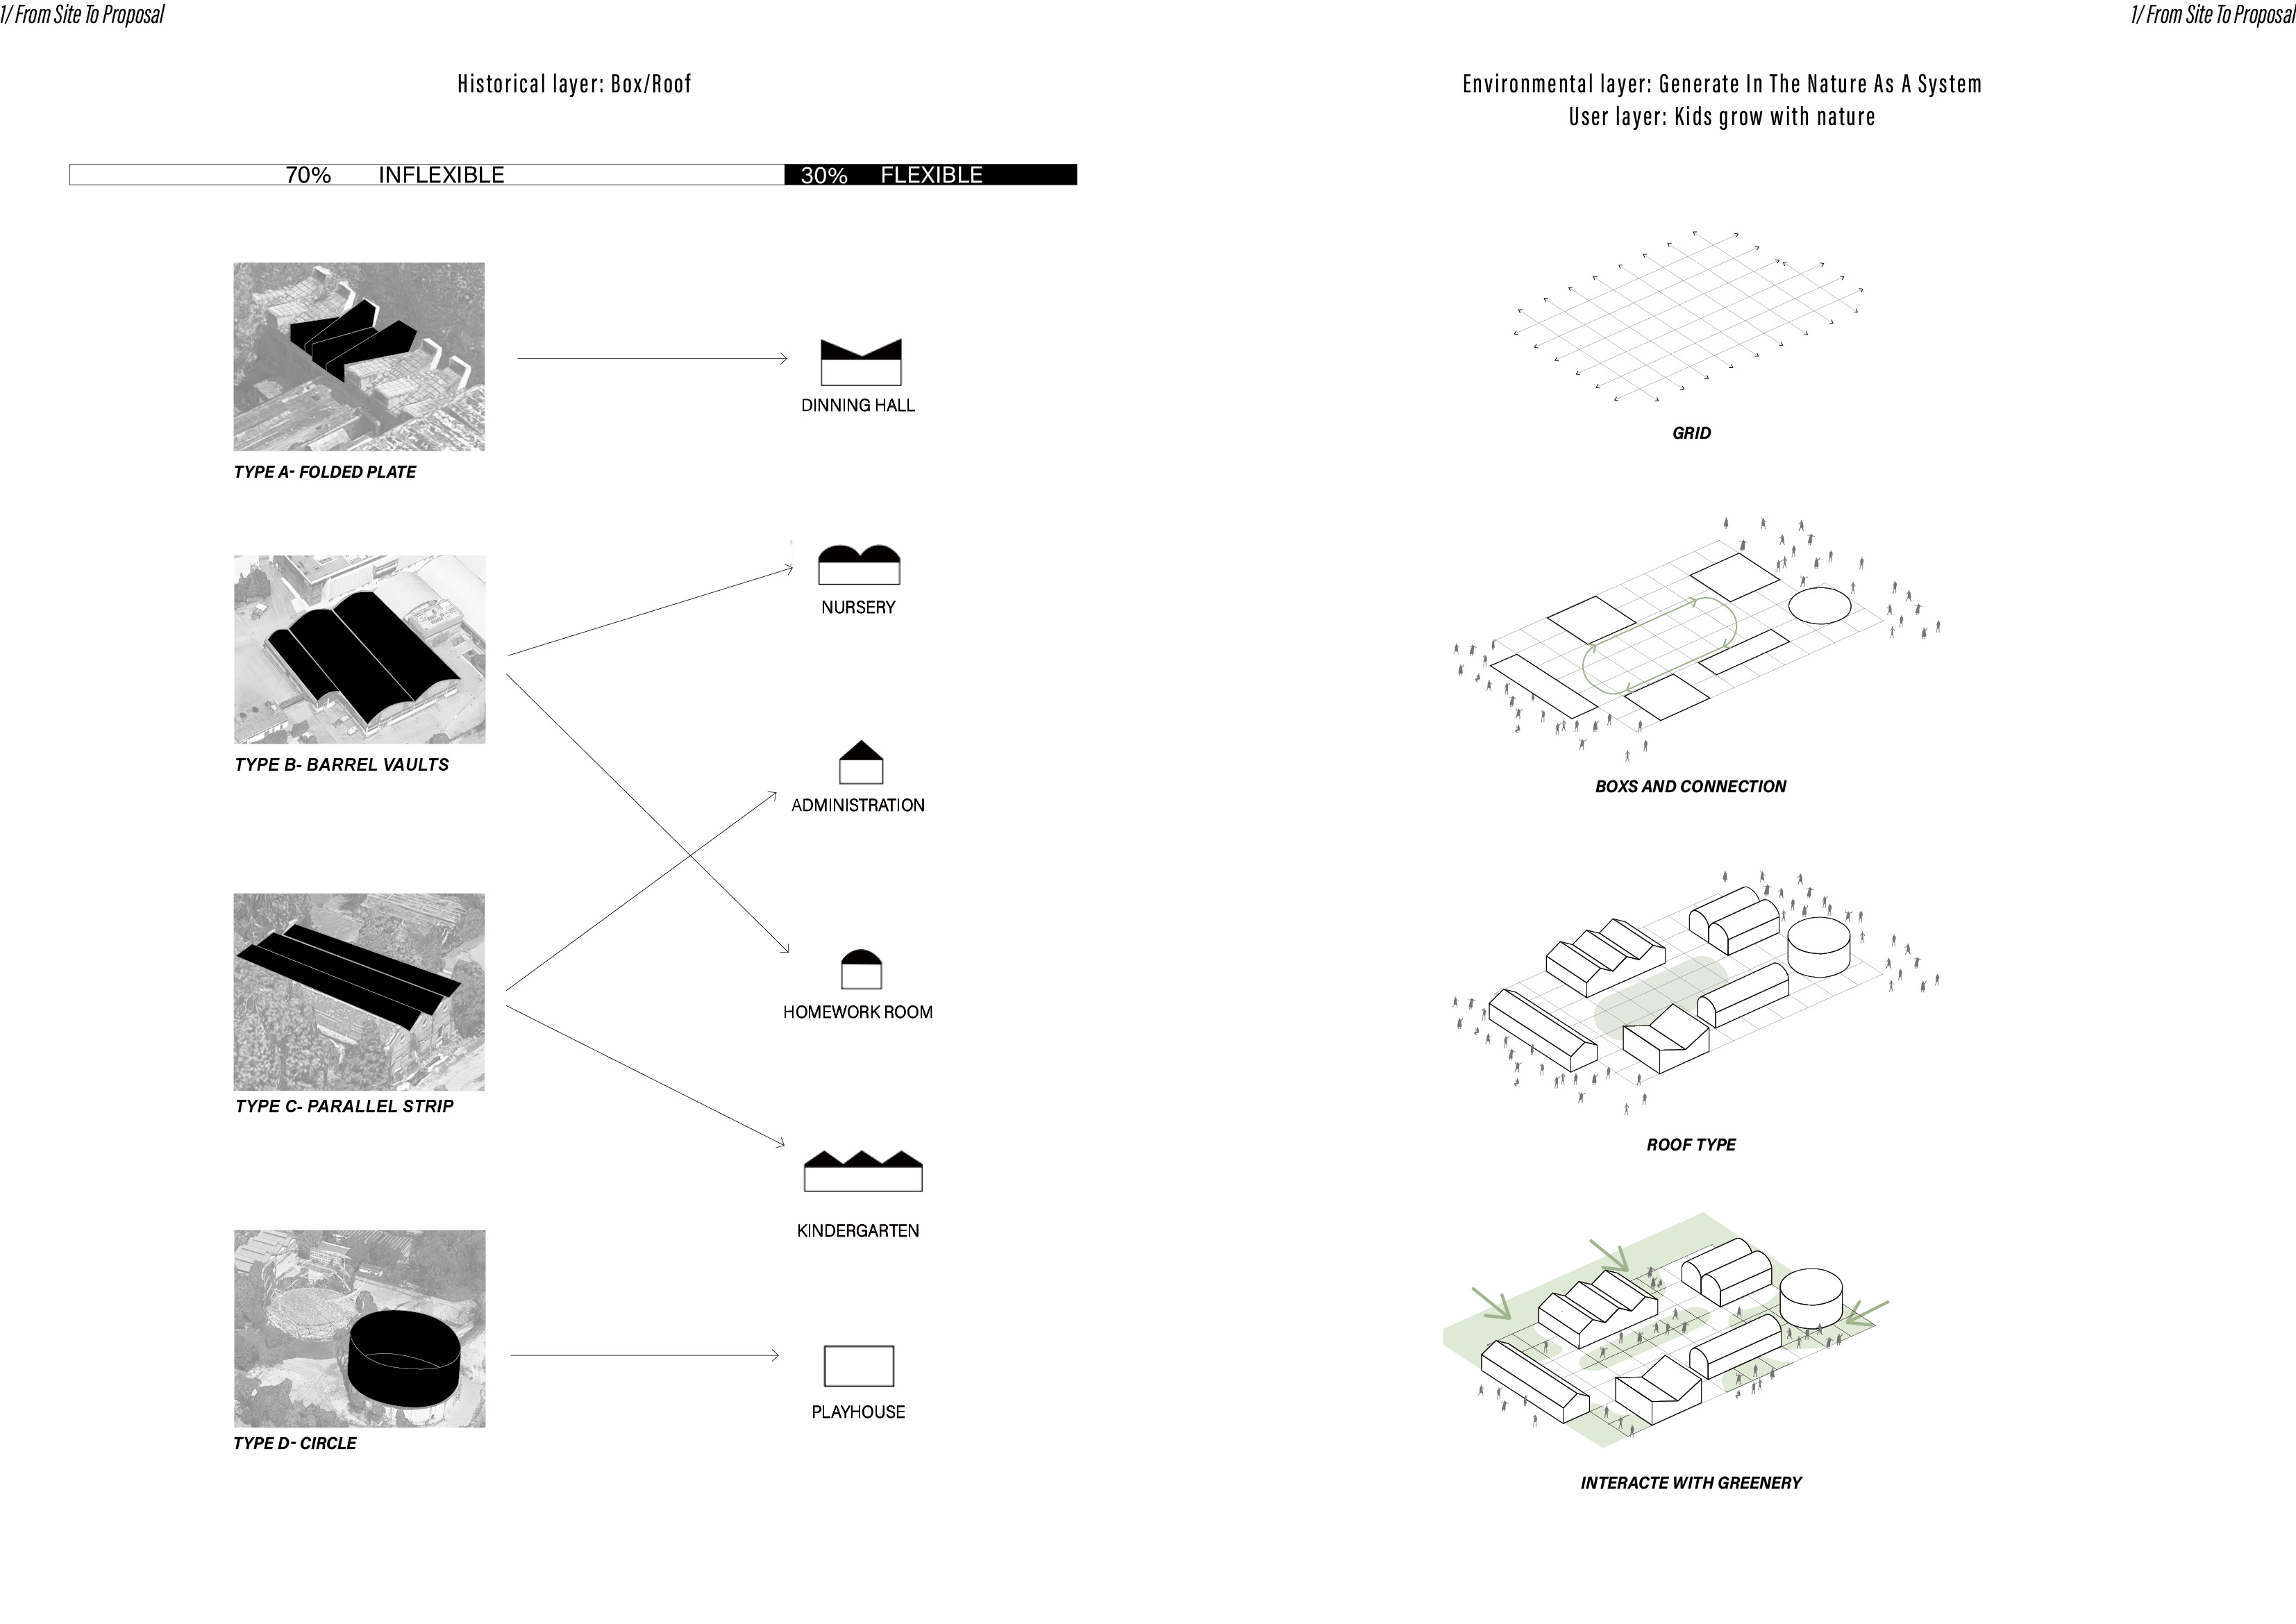 1/ From Site To Proposal
1/ From Site To Proposal
Historical layer: Box/Roof
70% INFLEXIBLE 30% FLEXIBLE
TYPE A- FOLDED PLATE
DINNING HALL
TYPE B- BARREL VAULTS
NURSERY
ADMINISTRATION
TYPE C- PARALLEL STRIP
HOMEWORK ROOM
KINDERGARTEN
TYPE D- CIRCLE
PLAYHOUSE
Environmental layer: Generate In The Nature As A System
User layer: Kids grow with nature
GRID
BOXS AND CONNECTION
ROOF TYPE
INTERACTE WITH GREENERY